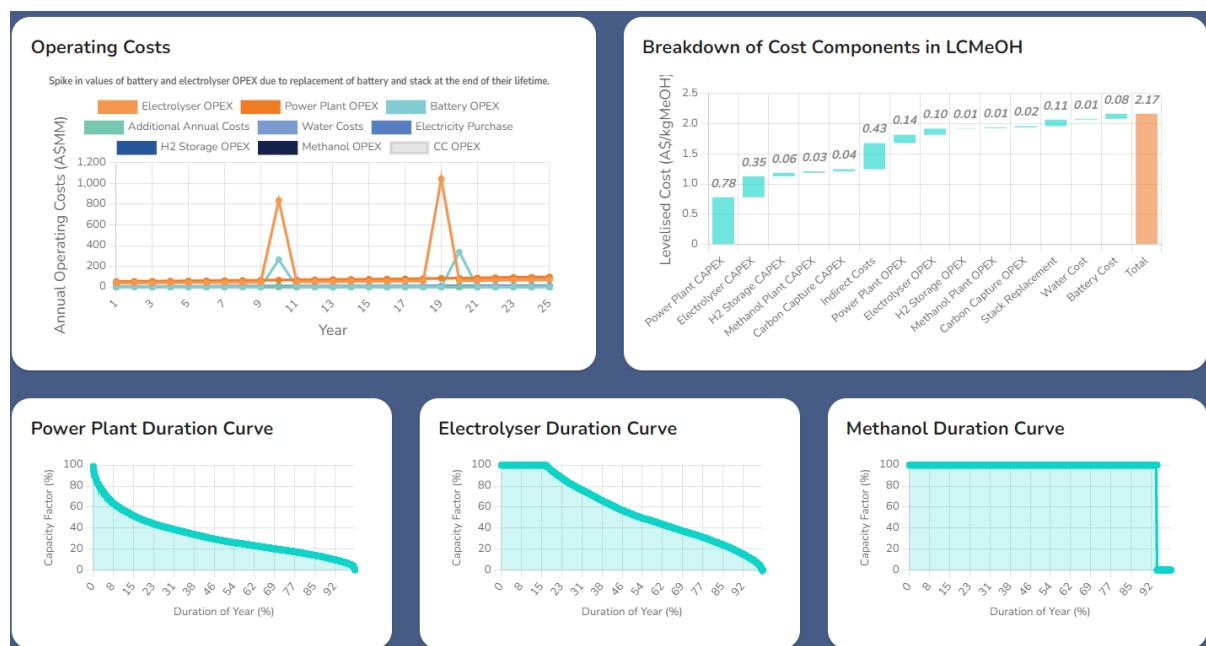 Operating Costs
Spike in values of battery and electrolyser OPEX due to replacement of battery and stack at the end of their lifetime.
Electrolyser OPEX Power Plant OPEX Battery OPEX
Additional Annual Costs Water Costs Electricity Purchase
H2 Storage OPEX Methanol OPEX CC OPEX
Annual Operating Costs (A$MM)
1,200
1,000
800
600
400
200
0
1 3 5 7 9 11 13 15 17 19 21 23 25
Year
Breakdown of Cost Components in LCMeOH
Levelised Cost (A$/kgMeOH)
2.5
2.0
1.5
1.0
0.5
0
0.78 0.35 0.06 0.03 0.04 0.43 0.14 0.10 0.01 0.01 0.02 0.11 0.01 0.08 2.17
Power Plant CAPEX
Electrolyser CAPEX
H2 Storage CAPEX
Methanol Plant CAPEX
Carbon Capture CAPEX
Indirect Costs
Power Plant OPEX
Electrolyser OPEX
H2 Storage OPEX
Methanol Plant OPEX
Carbon Capture OPEX
Stack Replacement
Water Cost
Battery Cost
Total
Power Plant Duration Curve
Capacity Factor (%)
100
80
60
40
20
0
0 8 15 23 31 38 46 54 61 69 77 85 92
Duration of Year (%)
Electrolyser Duration Curve
Capacity Factor (%)
100
80
60
40
20
0
0 8 15 23 31 38 46 54 61 69 77 85 92
Duration of Year (%)
Methanol Duration Curve
Capacity Factor (%)
100
80
60
40
20
0
0 8 15 23 31 38 46 54 61 69 77 85 92
Duration of Year (%)